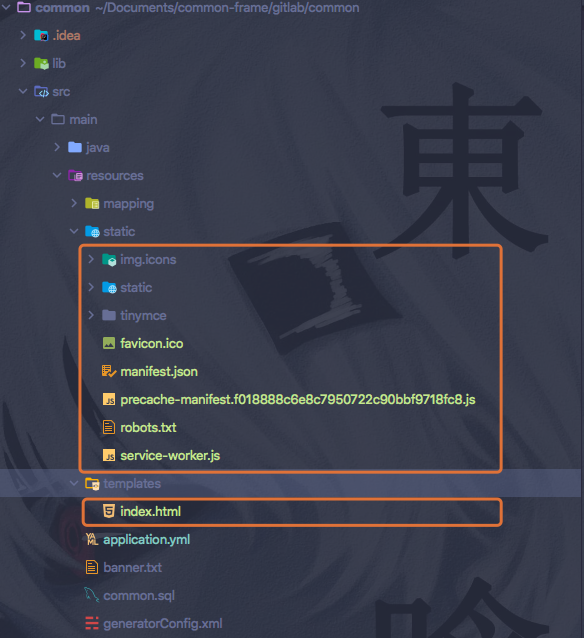 common ~/Documents/common-frame/gitlab/common
.idea
lib
src
main
java
resources
mapping
static
img.icons
static
tinymce
favicon.ico
manifest.json
precache-manifest.f018888c6e8c7950722c90bbf9718fc8.js
robots.txt
service-worker.js
templates
index.html
application.yml
banner.txt
common.sql
generatorConfig.xml
東